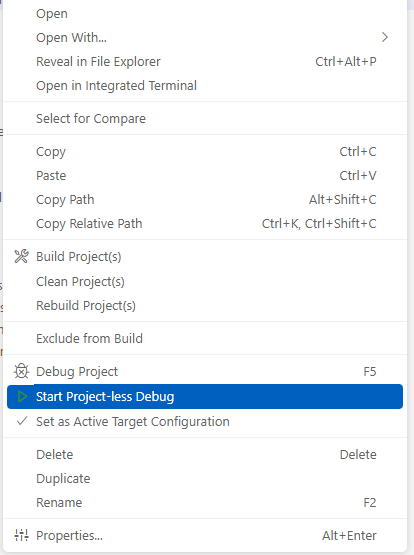 Open
Open With...
Reveal in File Explorer Ctrl+Alt+P
Open in Integrated Terminal
Select for Compare
Copy Ctrl+C
Paste Ctrl+V
Copy Path Alt+Shift+C
Copy Relative Path Ctrl+K, Ctrl+Shift+C
Build Project(s)
Clean Project(s)
Rebuild Project(s)
Exclude from Build
Debug Project F5
Start Project-less Debug
Set as Active Target Configuration
Delete Delete
Duplicate
Rename F2
Properties... Alt+Enter